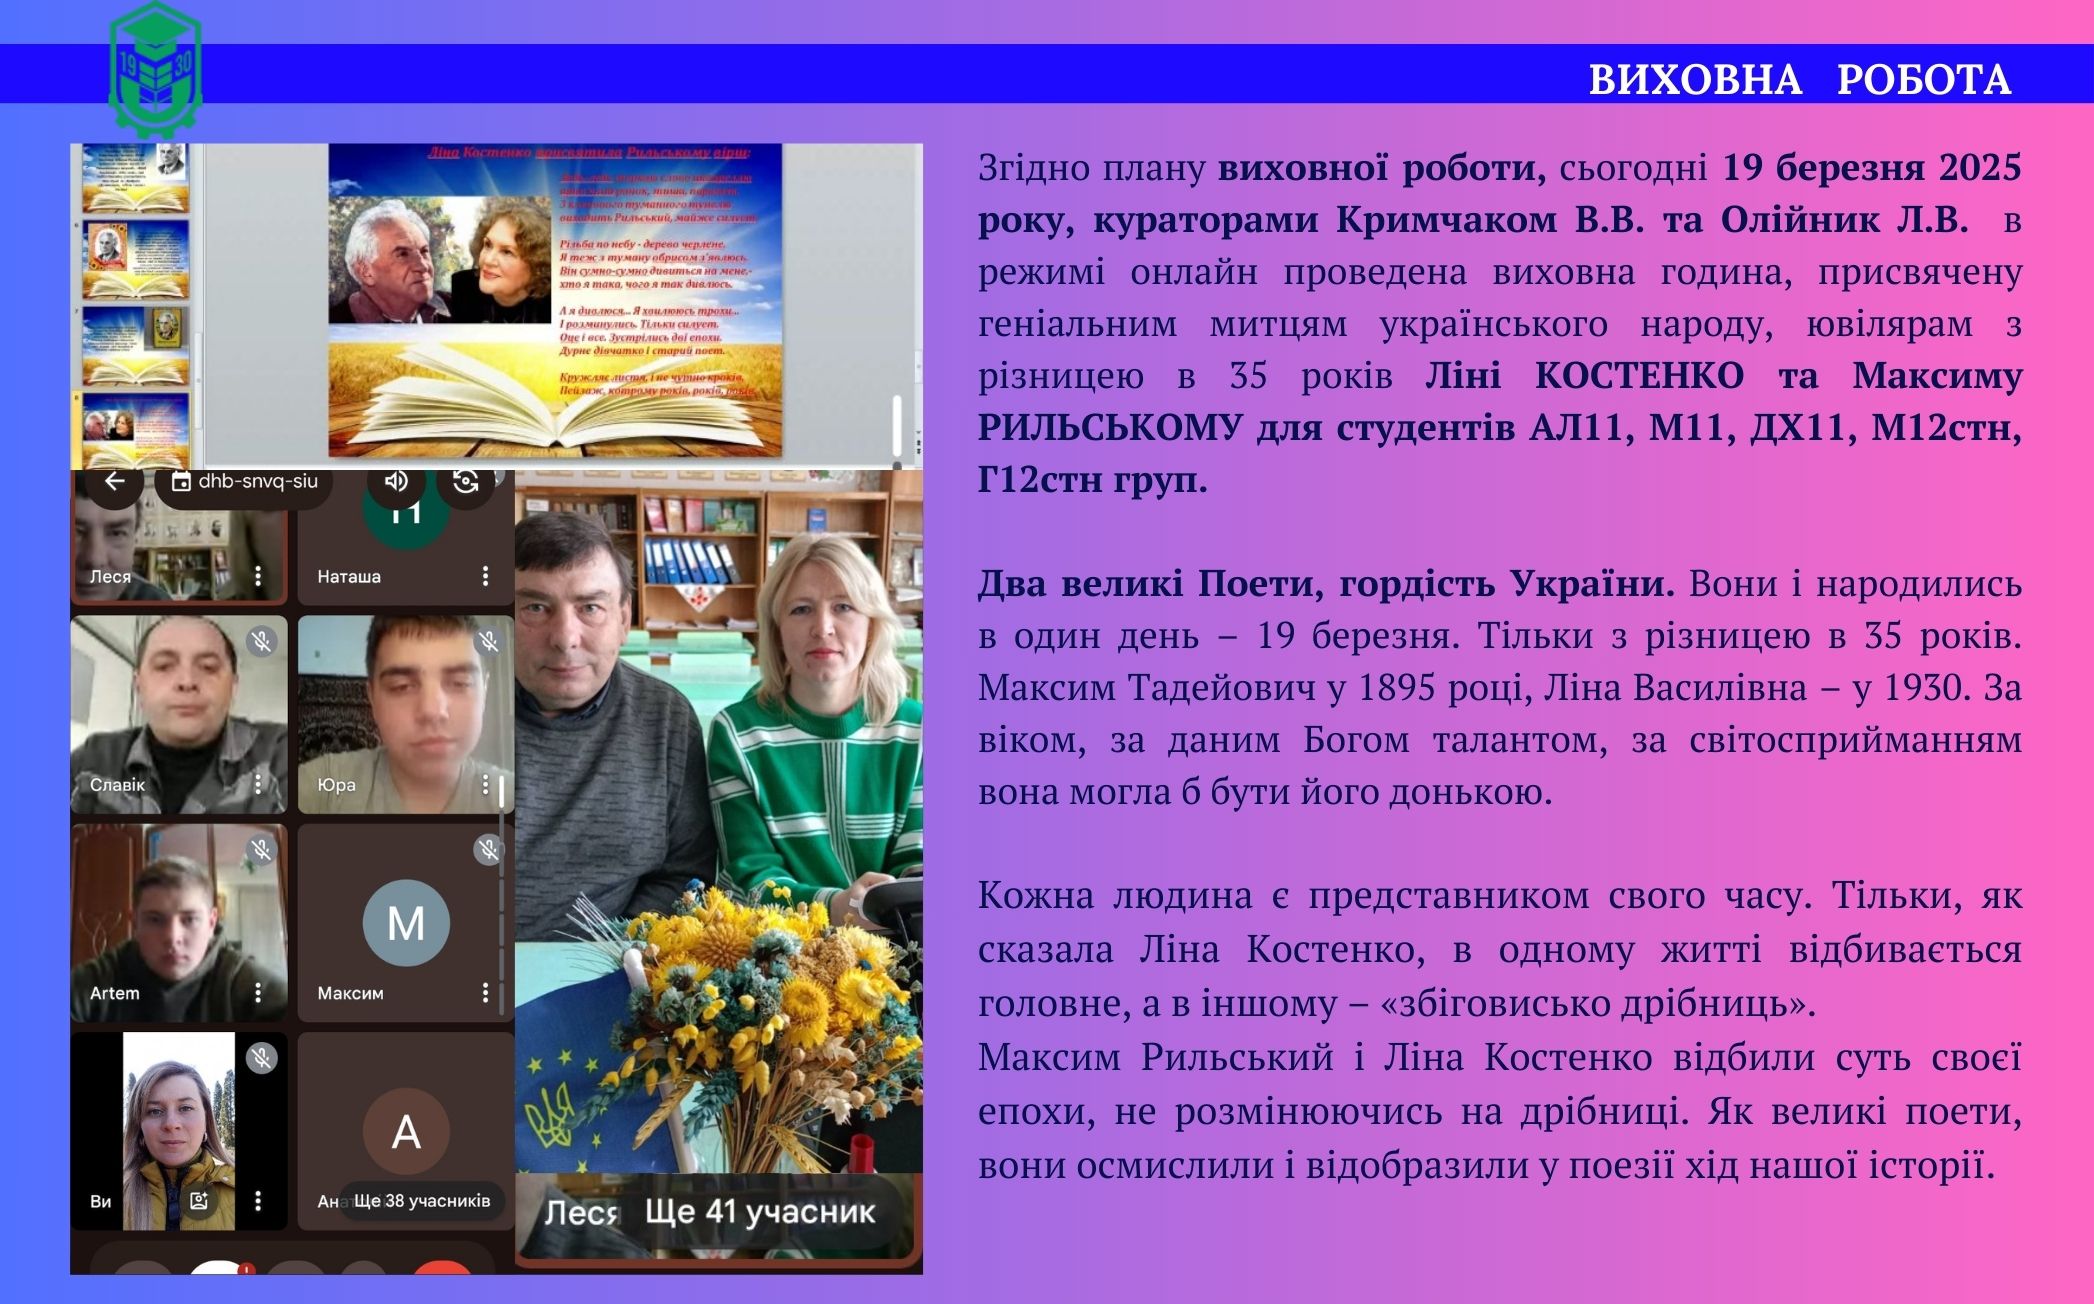 19 30
ВИХОВНА РОБОТА
Ліна Костенко присвятила Рильському вірш:
виходить Рильський, майже силует.
Різьба по небу - дерево черлене.
Я теж з туману обрисом з'явлюсь.
Він сумно-сумно дивиться на мене,-
хто я така, чого я так дивлюсь.
А я дивлюся... Я хвилююсь трохи...
І розминулись. Тільки силует.
Оце і все. Зустрілись дві епохи.
Дурне дівчатко і старий поет.
Кружляє листя, і не чутно кроків.
Пейзаж, котрому років, років, років
6
7
8
dhb-snvq-siu
Леся
Наташа
Славік
Юра
Artem
М
Максим
Ви
А
Ан
Ще 38 учасників
Леся
Ще 41 учасник
Згідно плану виховної роботи, сьогодні 19 березня 2025
року, кураторами Кримчаком В.В. та Олійник Л.В. в
режимі онлайн проведена виховна година, присвячену
геніальним митцям українського народу, ювілярам з
різницею в 35 років Ліні КОСТЕНКО та Максиму
РИЛЬСЬКОМУ для студентів АЛ11, М11, ДХ11, М12стн,
Г12стн груп.
Два великі Поети, гордість України. Вони і народились
в один день – 19 березня. Тільки з різницею в 35 років.
Максим Тадейович у 1895 році, Ліна Василівна – у 1930. За
віком, за даним Богом талантом, за світосприйманням
вона могла б бути його донькою.
Кожна людина є представником свого часу. Тільки, як
сказала Ліна Костенко, в одному житті відбивається
головне, а в іншому – «збіговисько дрібниць».
Максим Рильський і Ліна Костенко відбили суть своєї
епохи, не розмінюючись на дрібниці. Як великі поети,
вони осмислили і відобразили у поезії хід нашої історії.